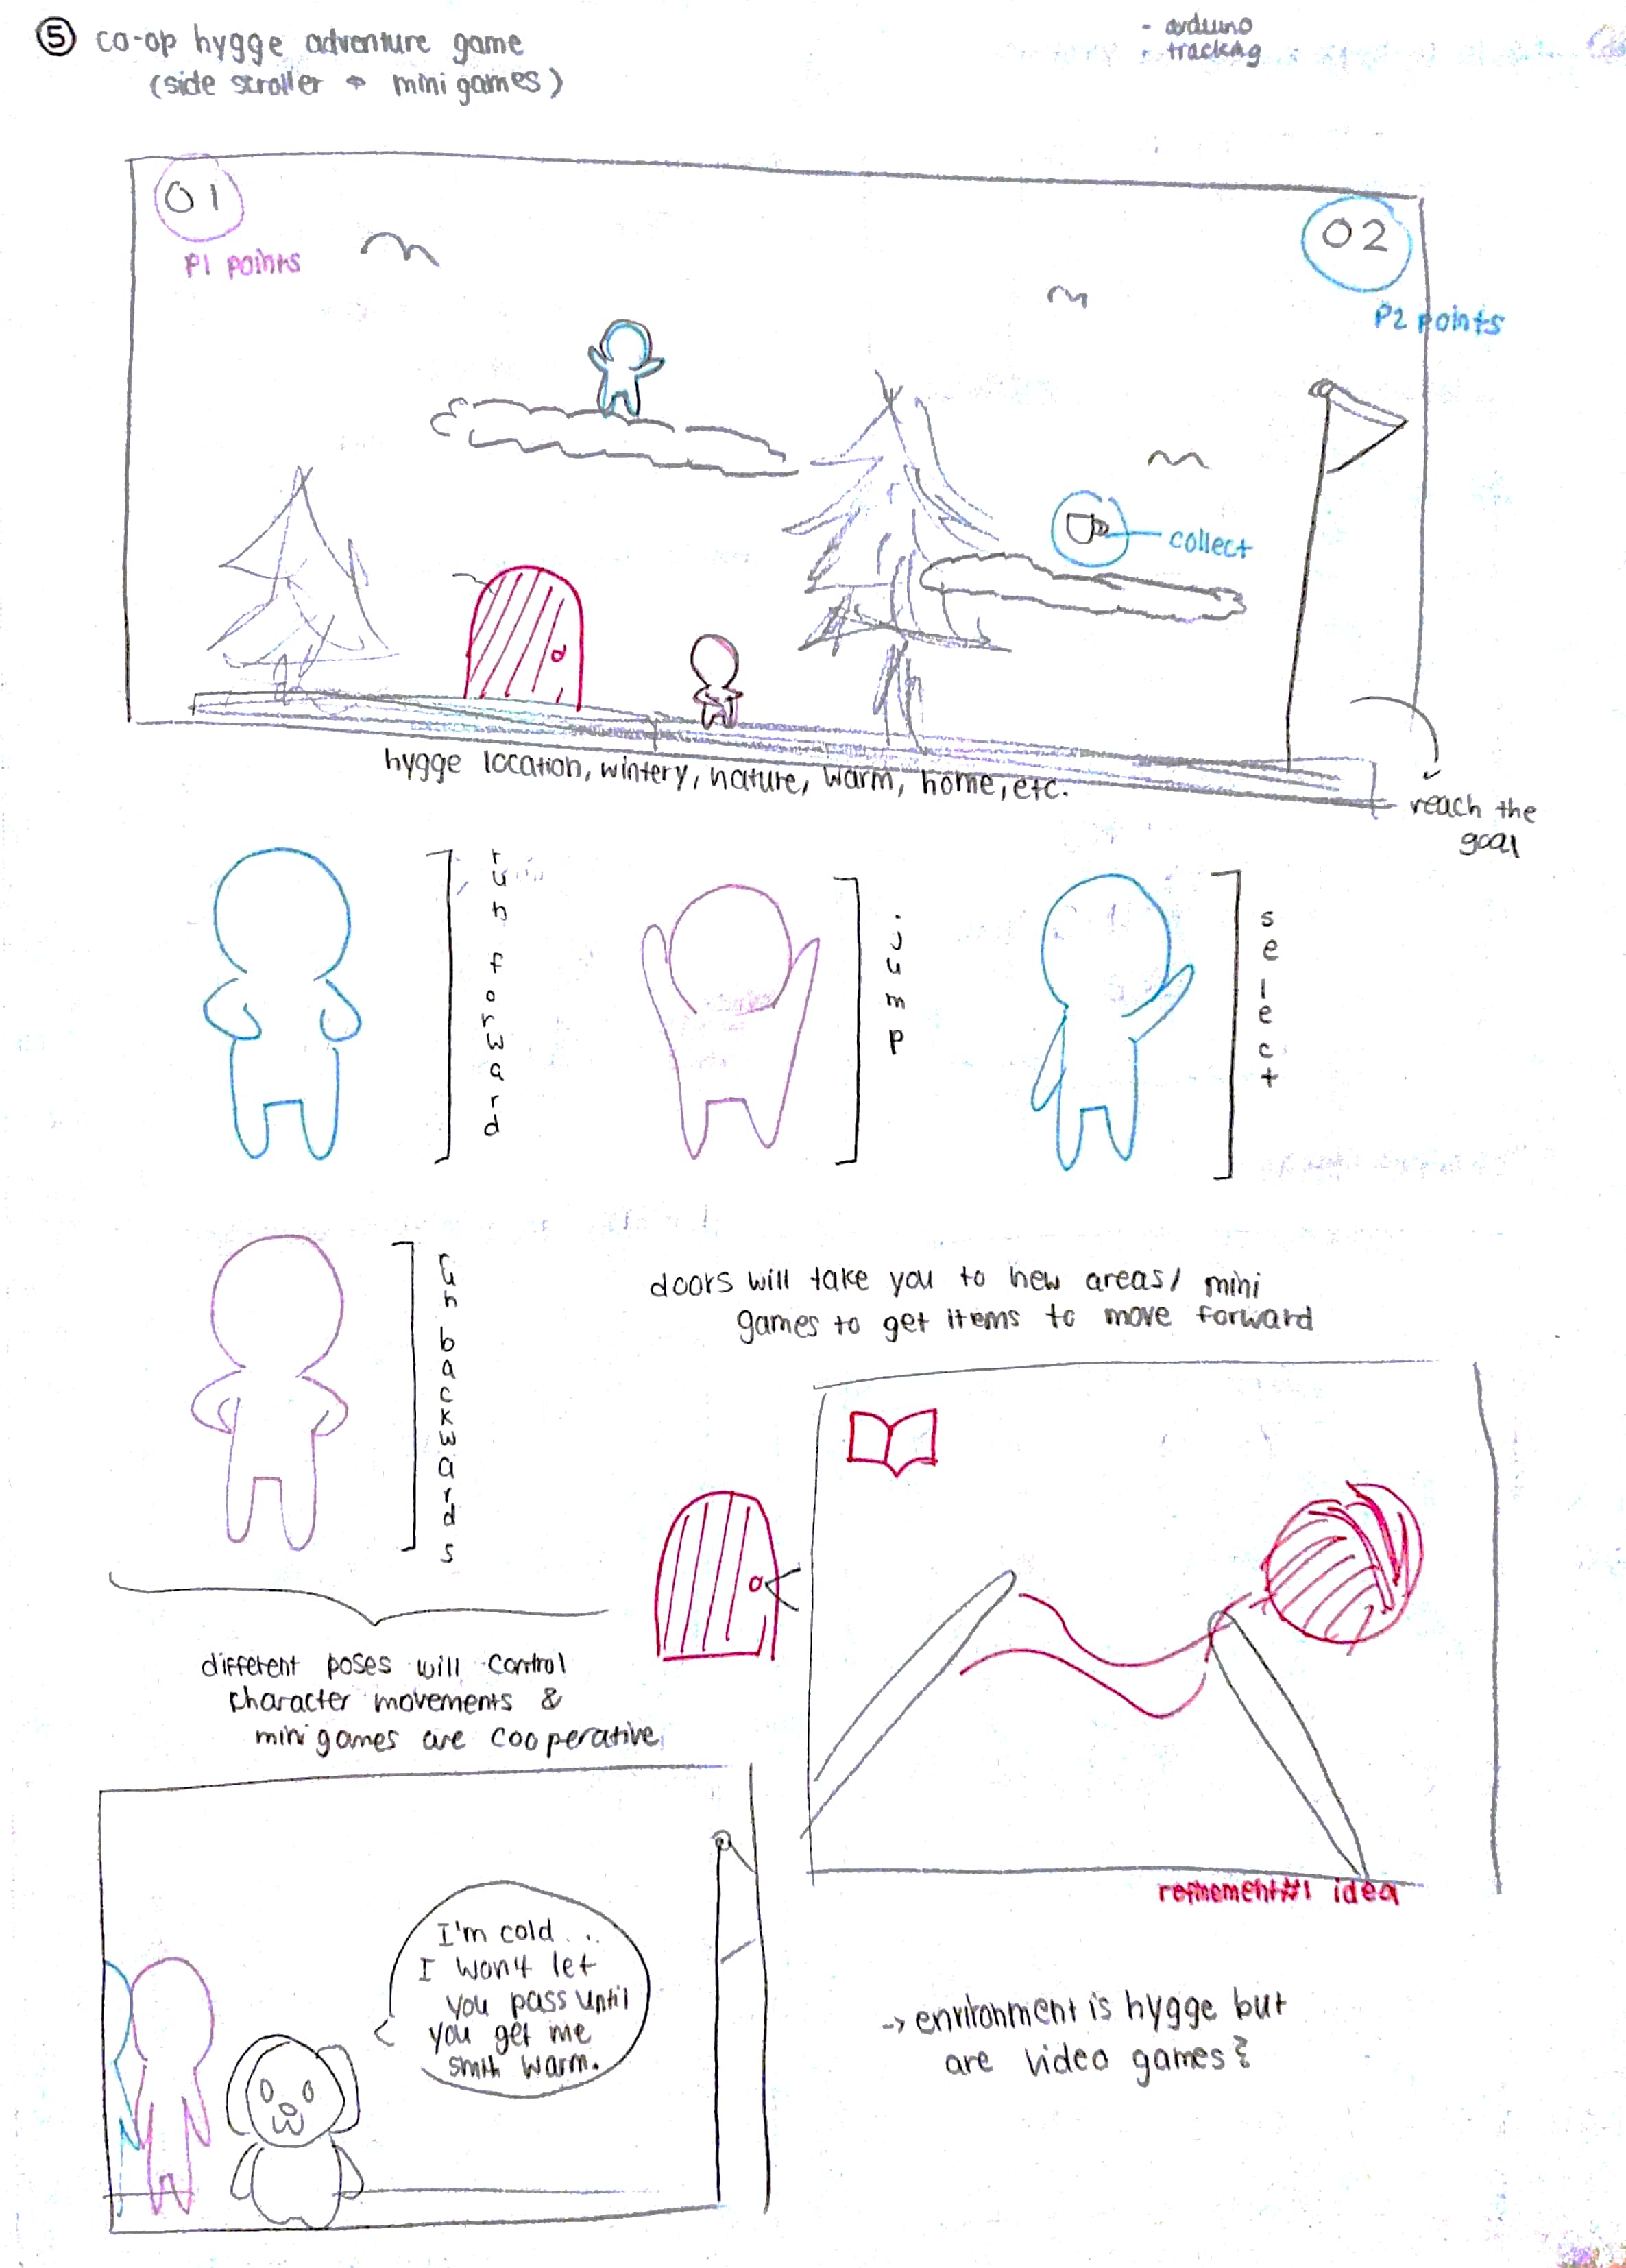 ⑤ co-op hygge adventure game
(side scroller + minigames)
- arduino
- tracking
01
P1 points
02
P2 points
collect
hygge location, wintery, nature, warm, home, etc.
reach the
goal
run forward
jump
select
run backwards
doors will take you to new areas/ mini
games to get items to move forward
different poses will control
character movements &
minigames are cooperative
refinement#1 idea
I'm cold...
I won't let
you pass until
you get me
smth warm.
-> environment is hygge but
are video games?